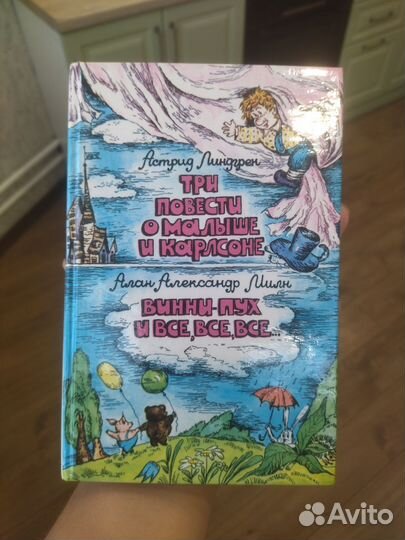 Астрид Линдгрен
ТРИ
ПОВЕСТИ
О МАЛЫШЕ
И КАРЛСОНЕ
Алан Александр Милн
ВИННИ-ПУХ
И ВСЕ, ВСЕ, ВСЕ...
Avito